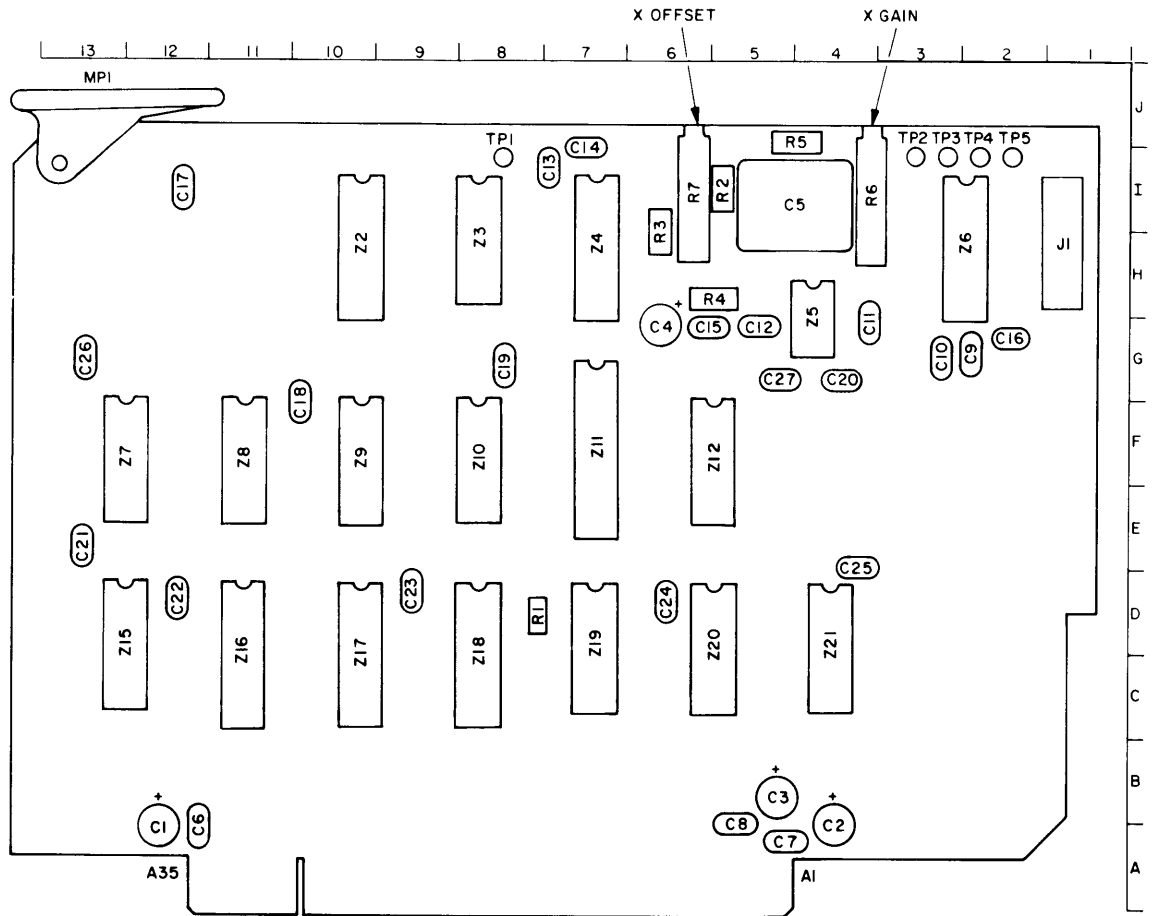 X OFFSET X GAIN
13 12 11 10 9 8 7 6 5 4 3 2 1
MP1
J
TP1 C14 R5 TP2 TP3 TP4 TP5
C17 C13 R7 R2 C5 R6 I
Z2 Z3 Z4 R3 Z6 J1
H
R4
+
C4 C15 C12 Z5 C11
C26 C19 C10 C9 C16 G
C27 C20
C18
Z7 Z8 Z9 Z10 Z11 Z12 F
C21 E
C25
C22 C23 R1 C24 D
Z15 Z16 Z17 Z18 Z19 Z20 Z21
C
+ + +
C3 B
C1 C6 C8 C2
C7
A35 A1 A